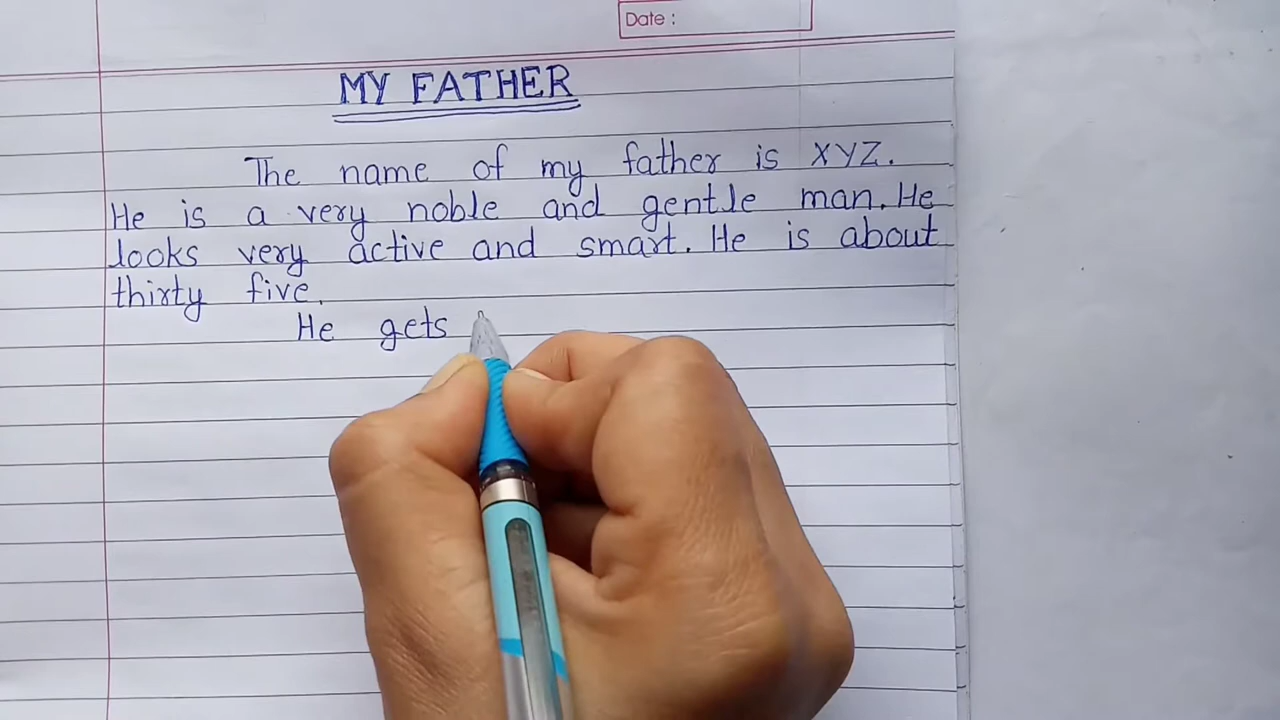 Date :
MY FATHER
The name of my father is XYZ.
He is a very noble and gentle man. He
looks very active and smart. He is about
thirty five.
He gets